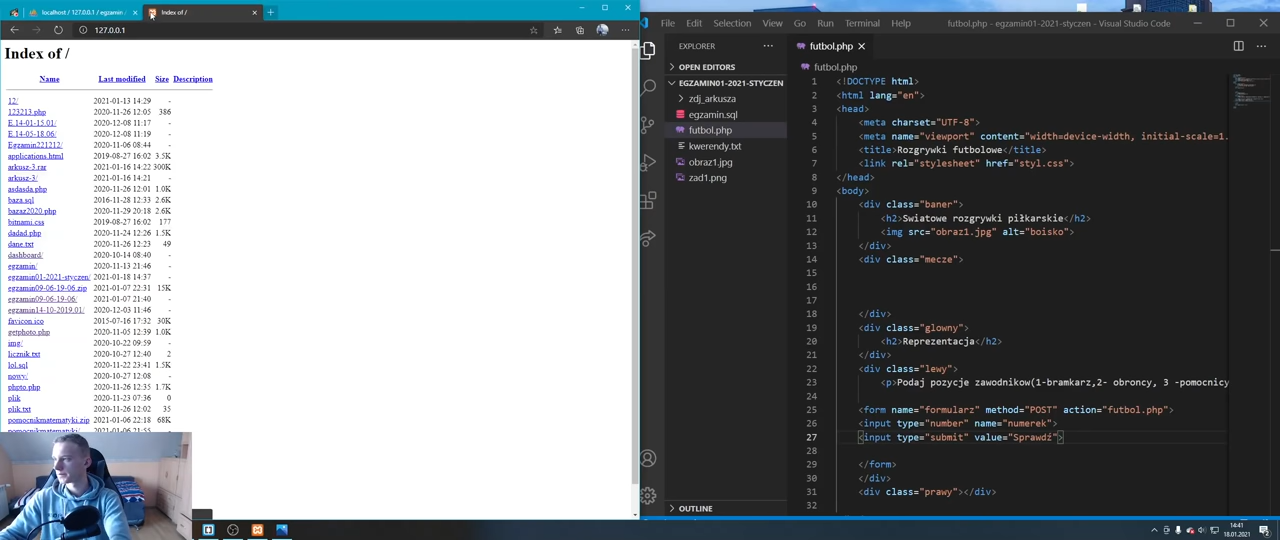 localhost / 127.0.0.1 / egzamin
Index of /
127.0.0.1
Index of /
Name Last modified Size Description
12/ 2021-01-13 14:29 -
123213.php 2020-11-26 12:05 386
E.14-01-15.01/ 2020-12-08 11:17 -
E.14-05-18.06/ 2020-12-08 11:19 -
Egzamin221212/ 2020-11-06 08:44 -
applications.html 2019-08-27 16:02 3.5K
arkusz-3.rar 2021-01-16 14:22 300K
arkusz-3/ 2021-01-16 14:21 -
asdasda.php 2020-11-26 12:01 1.0K
baza.sql 2016-11-28 12:33 2.6K
bazaz2020.php 2020-11-29 20:18 2.6K
bitnami.css 2019-08-27 16:02 177
dadad.php 2020-11-24 12:26 1.5K
dane.txt 2020-11-26 12:23 49
dashboard/ 2020-10-14 08:40 -
egzamin/ 2020-11-13 21:46 -
egzamin01-2021-styczen/ 2021-01-18 14:37 -
egzamin09-06-19-06.zip 2021-01-07 22:31 15K
egzamin09-06-19-06/ 2021-01-07 21:40 -
egzamin14-10-2019.01/ 2020-12-03 11:46 -
favicon.ico 2015-07-16 17:32 30K
getphoto.php 2020-11-05 12:39 1.0K
img/ 2020-10-22 09:59 -
licznik.txt 2020-10-27 12:40 2
lol.sql 2020-11-22 23:41 1.5K
nowy/ 2020-10-27 12:08 -
phpto.php 2020-11-26 12:35 1.7K
plik 2020-11-23 07:36 0
plik.txt 2020-11-26 12:02 35
pomocnikmatematyki.zip 2021-01-06 22:18 68K
pomocnikmatematyki/ 2021-01-06 21:55 -
File Edit Selection View Go Run Terminal Help
futbol.php - egzamin01-2021-styczen - Visual Studio Code
EXPLORER
OPEN EDITORS
EGZAMIN01-2021-STYCZEN
zdj_arkusza
egzamin.sql
futbol.php
kwerendy.txt
obraz1.jpg
zad1.png
OUTLINE
futbol.php
futbol.php
1 <!DOCTYPE html>
2 <html lang="en">
3 <head>
4 <meta charset="UTF-8">
5 <meta name="viewport" content="width=device-width, initial-scale=1.
6 <title>Rozgrywki futbolowe</title>
7 <link rel="stylesheet" href="styl.css">
8 </head>
9 <body>
10 <div class="baner">
11 <h2>Swiatowe rozgrywki piłkarskie</h2>
12 <img src="obraz1.jpg" alt="boisko">
13 </div>
14 <div class="mecze">
15
16
17
18 </div>
19 <div class="glowny">
20 <h2>Reprezentacja</h2>
21 </div>
22 <div class="lewy">
23 <p>Podaj pozycje zawodnikow(1-bramkarz,2- obroncy, 3 -pomocnicy
24
25 <form name="formularz" method="POST" action="futbol.php">
26 <input type="number" name="numerek">
27 <input type="submit" value="Sprawdź">
28
29 </form>
30 </div>
31 <div class="prawy"></div>
32
14:41
18.01.2021